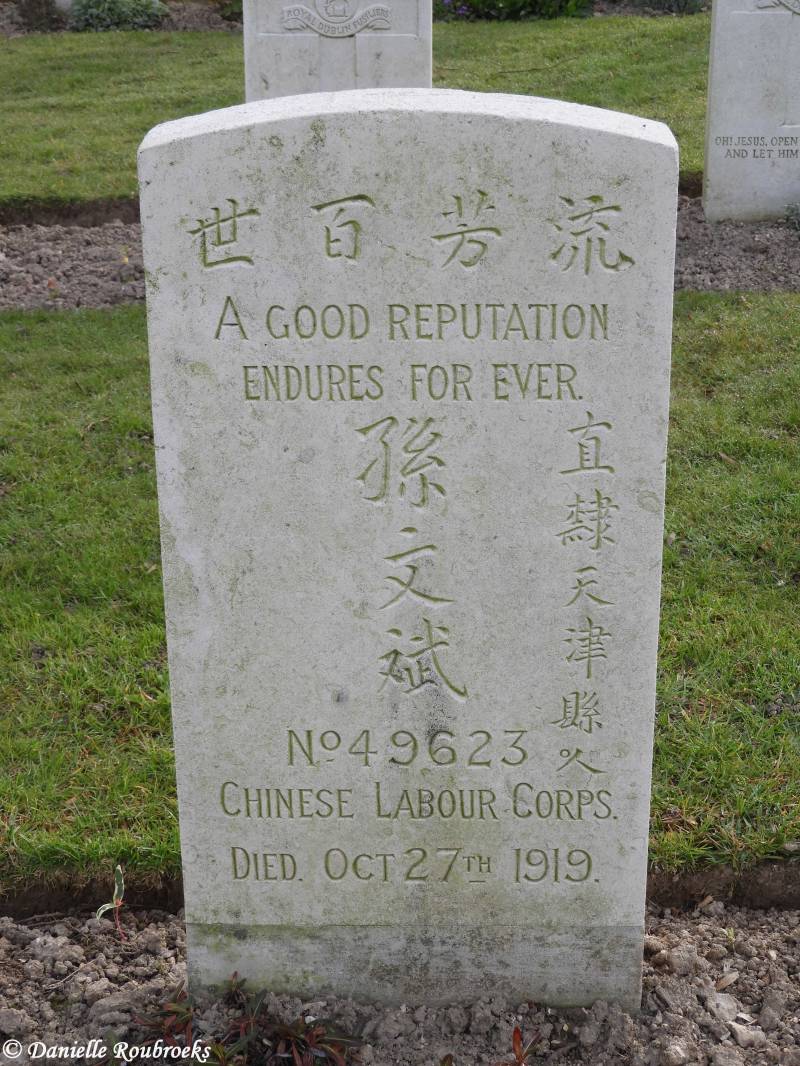 ROYAL DUBLIN FUSILIERS
OH! JESUS, OPEN
AND LET HIM
流芳百世
A GOOD REPUTATION
ENDURES FOR EVER.
直隸天津縣人
孫文斌
No 49623
CHINESE LABOUR CORPS.
DIED. OCT 27TH 1919.
© Danielle Roubroeks